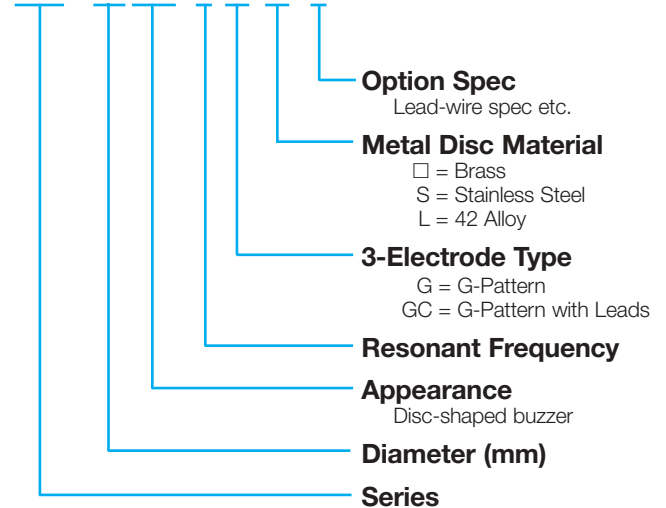 Option Spec
Lead-wire spec etc.
Metal Disc Material
□ = Brass
S = Stainless Steel
L = 42 Alloy
3-Electrode Type
G = G-Pattern
GC = G-Pattern with Leads
Resonant Frequency
Appearance
Disc-shaped buzzer
Diameter (mm)
Series